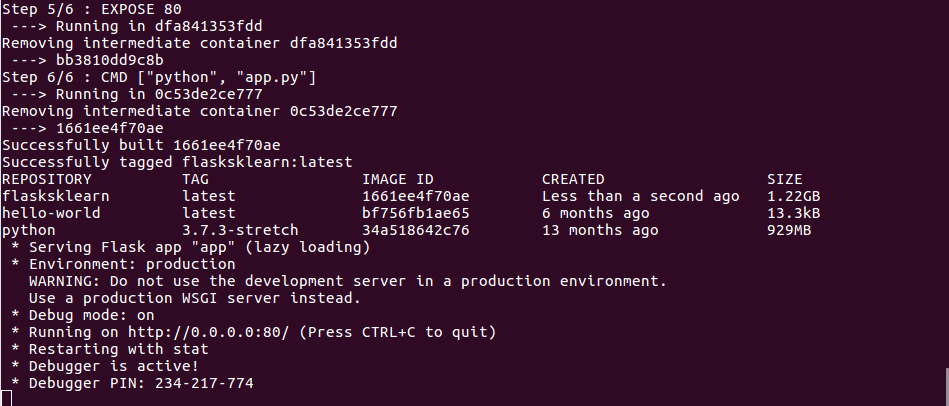 Step 5/6 : EXPOSE 80
 ---> Running in dfa841353fdd
Removing intermediate container dfa841353fdd
 ---> bb3810dd9c8b
Step 6/6 : CMD ["python", "app.py"]
 ---> Running in 0c53de2ce777
Removing intermediate container 0c53de2ce777
 ---> 1661ee4f70ae
Successfully built 1661ee4f70ae
Successfully tagged flasksklearn:latest
REPOSITORY          TAG                 IMAGE ID            CREATED                  SIZE
flasksklearn        latest              1661ee4f70ae        Less than a second ago   1.22GB
hello-world         latest              bf756fb1ae65        6 months ago             13.3kB
python              3.7.3-stretch       34a518642c76        13 months ago            929MB
 * Serving Flask app "app" (lazy loading)
 * Environment: production
   WARNING: Do not use the development server in a production environment.
   Use a production WSGI server instead.
 * Debug mode: on
 * Running on http://0.0.0.0:80/ (Press CTRL+C to quit)
 * Restarting with stat
 * Debugger is active!
 * Debugger PIN: 234-217-774